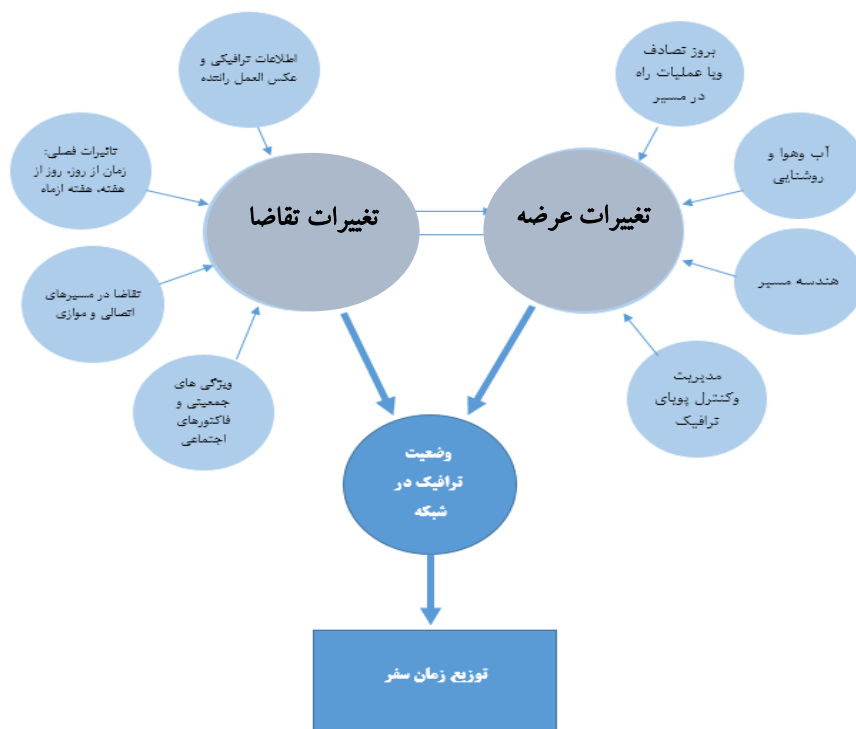 بروز تصادف
ویا عملیات راه
در مسیر
اطلاعات ترافیکی و
عکس العمل راننده
آب وهوا و
روشنایی
تاثیرات فصلی:
زمان از روز، روز از
هفته، هفته ازماه
تغییرات عرضه
تغییرات تقاضا
هندسه مسیر
تقاضا در مسیرهای
اتصالی و موازی
مدیریت
وکنترل پویای
ترافیک
ویژگی های
جمعیتی و
فاکتورهای
اجتماعی
وضعیت
ترافیک در
شبکه
توزیع زمان سفر